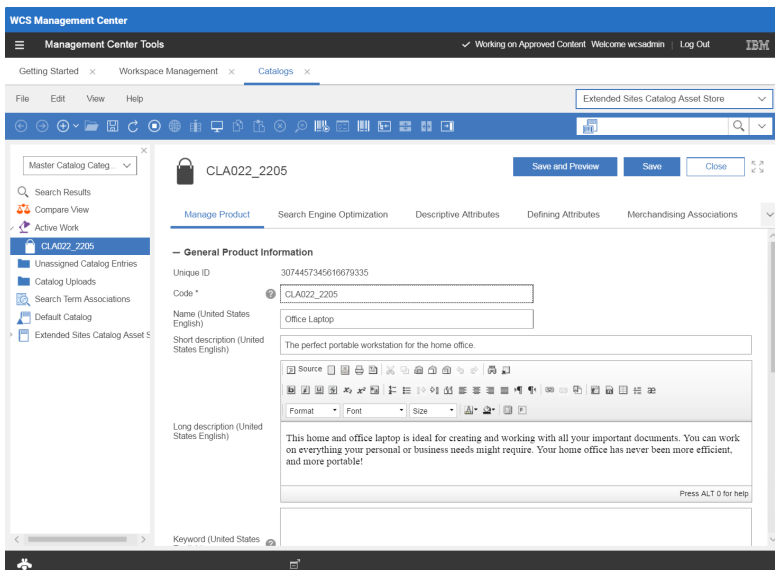 WCS Management Center
Management Center Tools
Working on Approved Content Welcome wcsadmin | Log Out IBM
Getting Started × Workspace Management × Catalogs ×
File Edit View Help
Extended Sites Catalog Asset Store
Master Catalog Categ...
Search Results
Compare View
Active Work
CLA022_2205
Unassigned Catalog Entries
Catalog Uploads
Search Term Associations
Default Catalog
Extended Sites Catalog Asset S
CLA022_2205
Save and Preview Save Close
Manage Product Search Engine Optimization Descriptive Attributes Defining Attributes Merchandising Associations
General Product Information
Unique ID 3074457345616679335
Code * CLA022_2205
Name (United States
English)
Office Laptop
Short description (United
States English)
The perfect portable workstation for the home office.
Source
Format Font Size
Long description (United
States English)
This home and office laptop is ideal for creating and working with all your important documents. You can work
on everything your personal or business needs might require. Your home office has never been more efficient,
and more portable!
Press ALT 0 for help
Keyword (United States